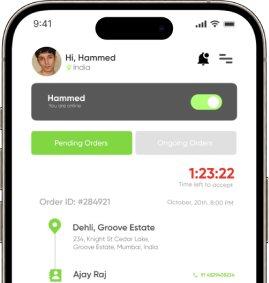 9:41
Hi, Hammed
India
Hammed
You are online
Pending Orders
Ongoing Orders
1:23:22
Time left to accept
Order ID: #284921
October, 20th. 8:00 PM
Dehli, Groove Estate
234, Knight St Cedar Lake,
Groove Estate, Mumbai, India
Ajay Raj